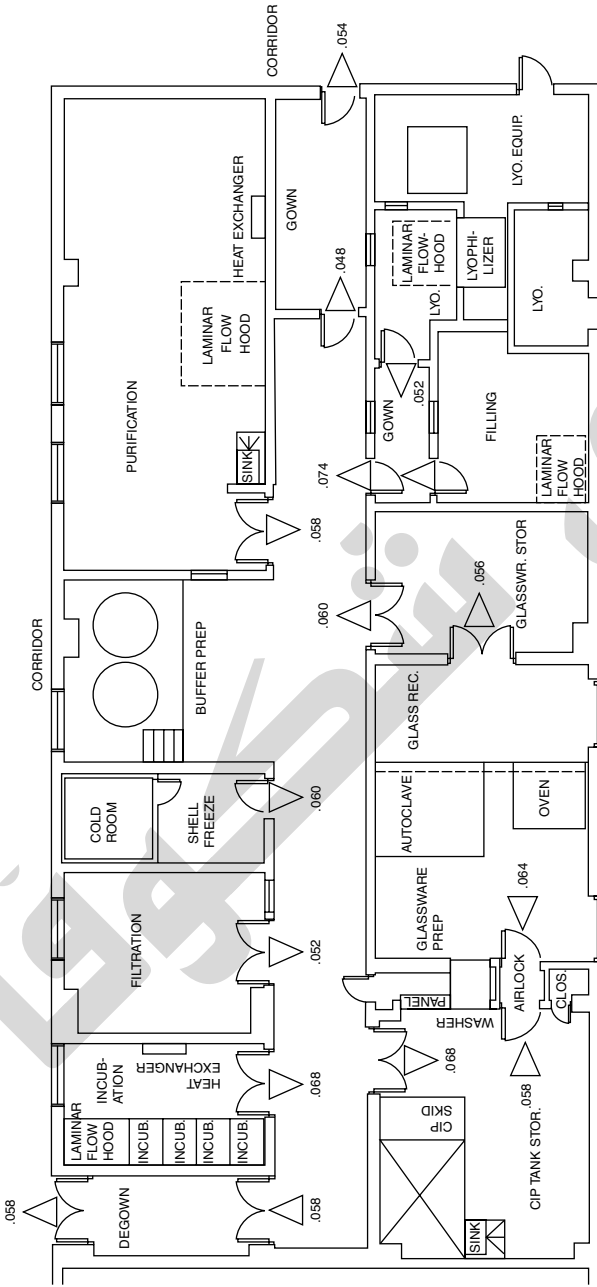 .058
CORRIDOR
CORRIDOR
DEGOWN
.058
LAMINAR
FLOW
HOOD
INCUB.
INCUB.
INCUB.
INCUB.
INCUB-
ATION
HEAT
EXCHANGER
.068
FILTRATION
.052
COLD
ROOM
SHELL
FREEZE
.060
BUFFER PREP
PURIFICATION
SINK
LAMINAR
FLOW
HOOD
HEAT EXCHANGER
.058
GOWN
.048
.054
.068
CIP
SKID
SINK
CIP TANK STOR.
PANEL
WASHER
.058
AIRLOCK
CLOS.
.064
GLASSWARE
PREP
AUTOCLAVE
OVEN
GLASS REC.
.056
.060
GLASSWR. STOR
.074
GOWN
.052
FILLING
LAMINAR
FLOW
HOOD
LYO.
LAMINAR
FLOW-
HOOD
LYOPHI-
LIZER
LYO.
LYO. EQUIP.